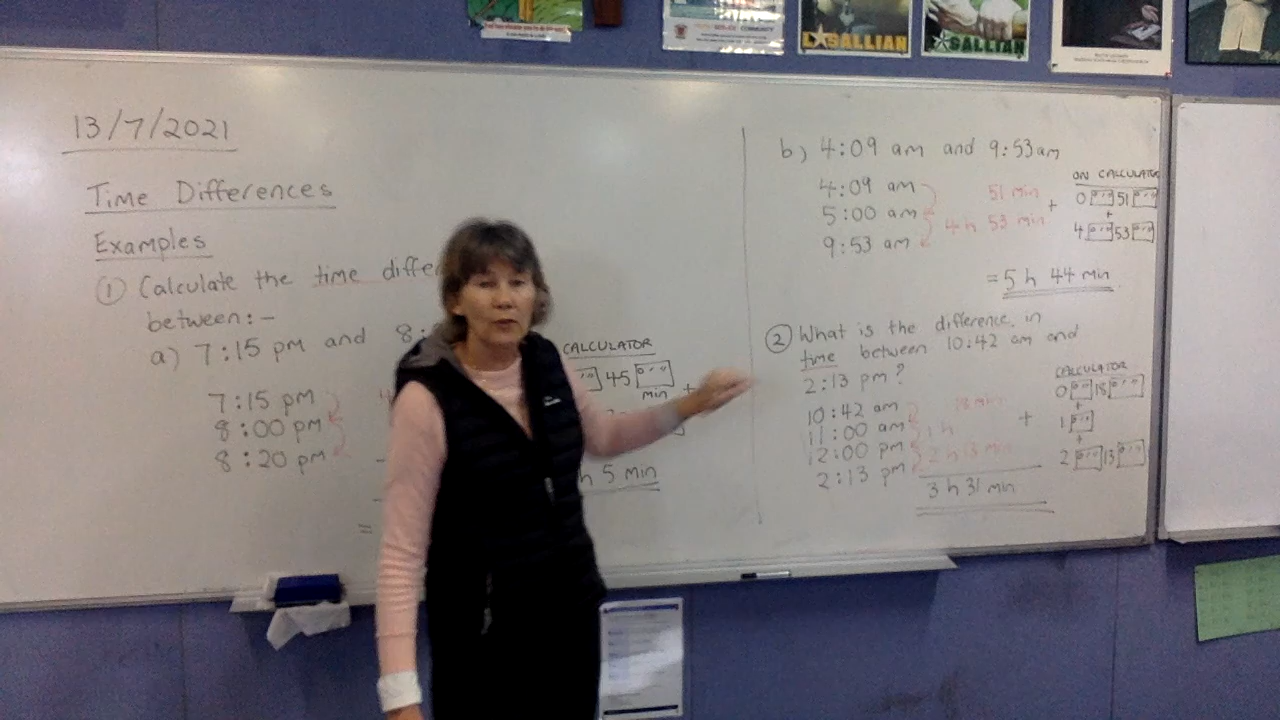 13/7/2021
Time Differences
Examples
① Calculate the time differe
between:-
a) 7:15 pm and 8:
7:15 pm
8:00 pm
8:20 pm
=
CALCULATOR
45
min +
h 5 min
b) 4:09 am and 9:53am
4:09 am
5:00 am
9:53 am
51 min
4 h 53 min
+
ON CALCULATOR
0 51
+
4 53
= 5 h 44 min
② What is the difference in
time between 10:42 am and
2:13 pm?
10:42 am
11:00 am
12:00 pm
2:13 pm
18 min
1 h
2 h 13 min
+
3 h 31 min
CALCULATOR
0 18
+
1
+
2 13
LASALLIAN
SALLIAN
COMMUNITY